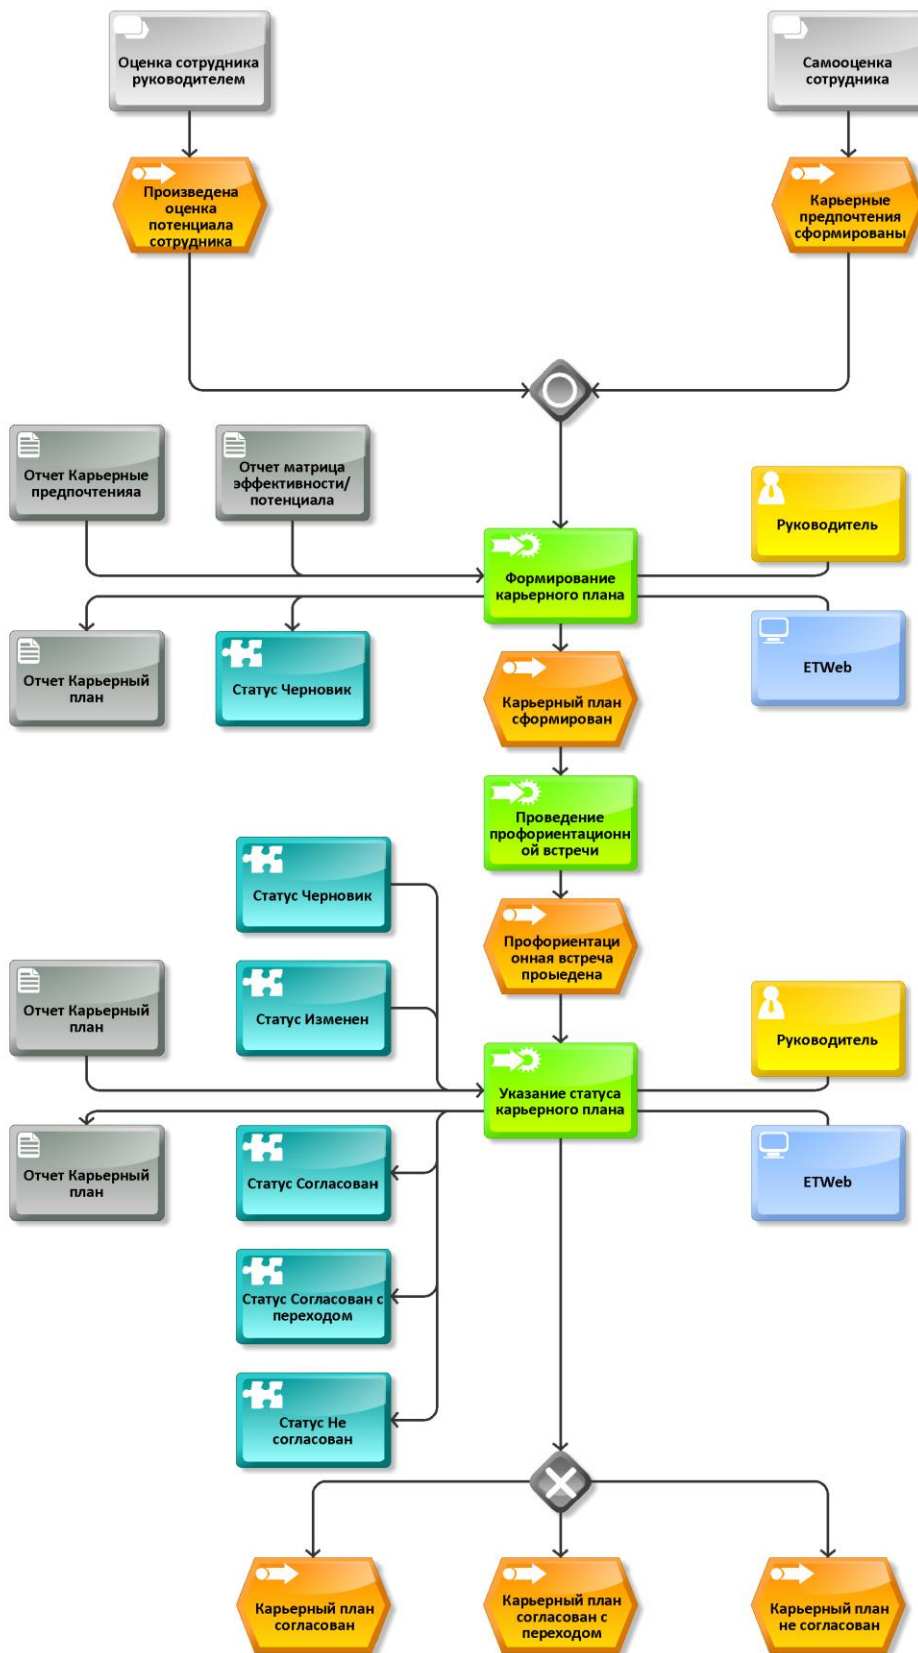 Оценка сотрудника
руководителем
Самооценка
сотрудника
Произведена
оценка
потенциала
сотрудника
Карьерные
предпочтения
сформированы
Отчет Карьерные
предпочтенияа
Отчет матрица
эффективности/
потенциала
Руководитель
Формирование
карьерного плана
Отчет Карьерный
план
Статус Черновик
ETWeb
Карьерный план
сформирован
Проведение
профориентационн
ой встречи
Статус Черновик
Профориентаци
онная встреча
проыедена
Отчет Карьерный
план
Статус Изменен
Руководитель
Указание статуса
карьерного плана
Отчет Карьерный
план
Статус Согласован
ETWeb
Статус Согласован с
переходом
Статус Не
согласован
Карьерный план
согласован
Карьерный план
согласован с
переходом
Карьерный план
не согласован